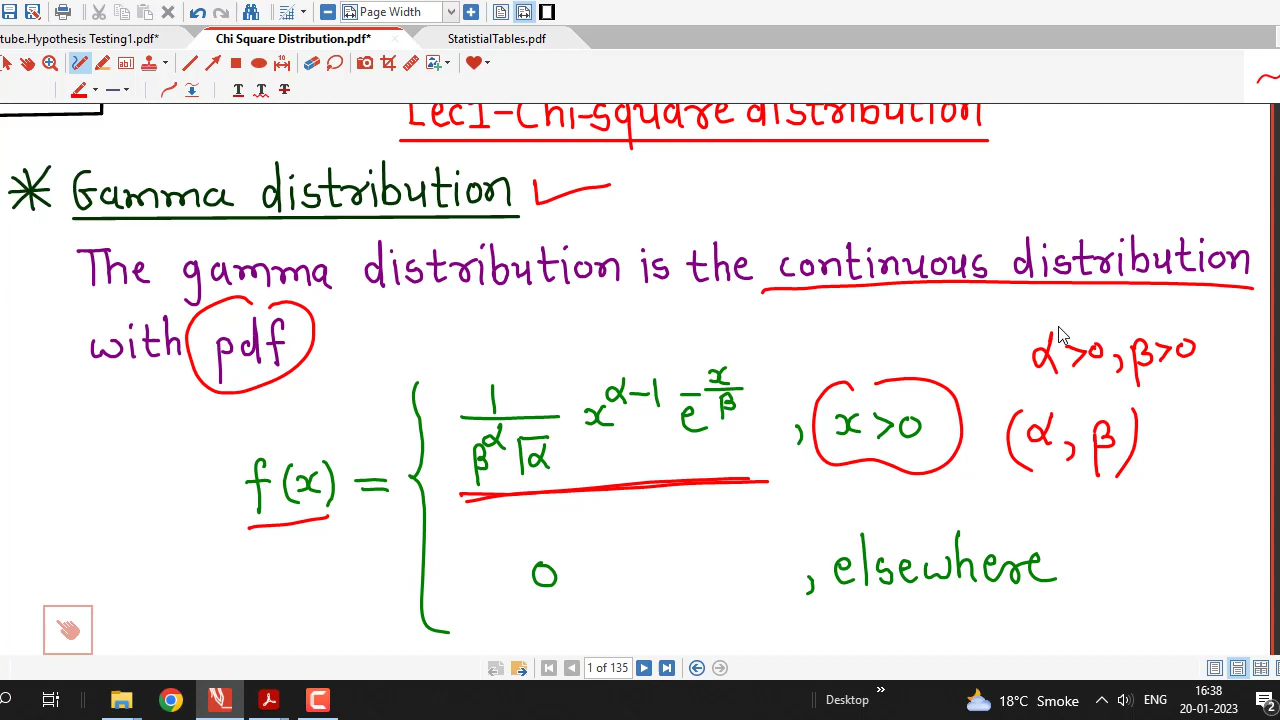 Page Width
tube.Hypothesis Testing1.pdf*
Chi Square Distribution.pdf*
StatistialTables.pdf
Lec1-Chi-square distribution
* Gamma distribution ✓
The gamma distribution is the continuous distribution
with pdf
α>0, β>0
f(x) = { 1/(β^α Γα) x^(α-1) e^(-x/β) , x>0 (α, β)
0 , elsewhere
1 of 135
18°C Smoke
ENG
16:38
20-01-2023
Desktop
2